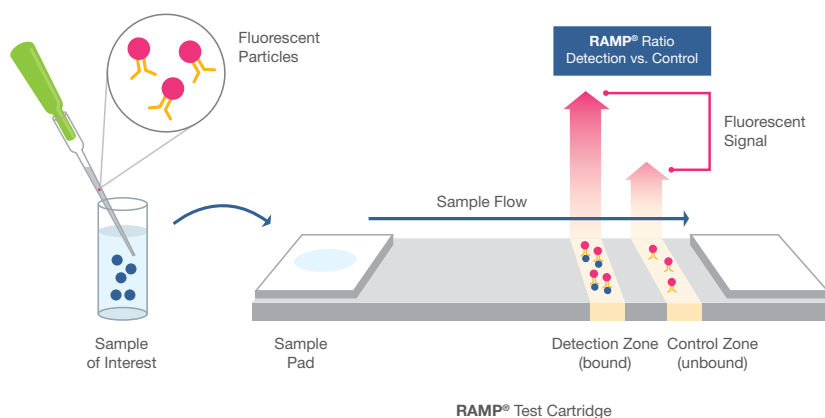 Fluorescent
Particles
RAMP® Ratio
Detection vs. Control
Fluorescent
Signal
Sample Flow
Sample
of Interest
Sample
Pad
Detection Zone
(bound)
Control Zone
(unbound)
RAMP® Test Cartridge